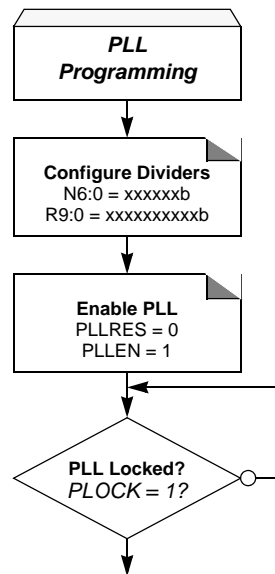 PLL
Programming
Configure Dividers
N6:0 = xxxxxxb
R9:0 = xxxxxxxxxxb
Enable PLL
PLLRES = 0
PLLEN = 1
PLL Locked?
PLOCK = 1?